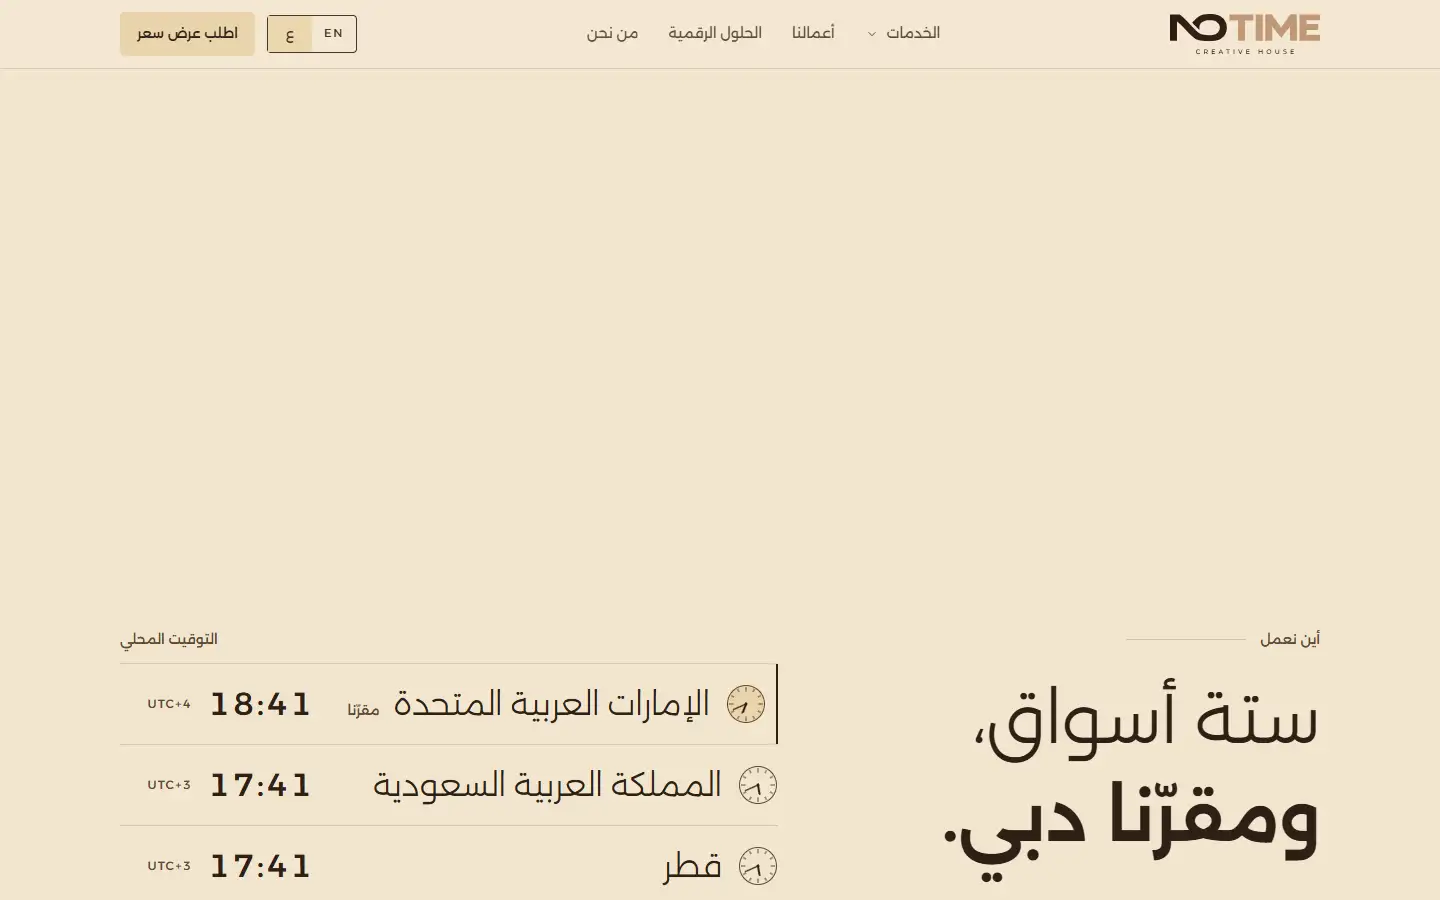 NOTIME
CREATIVE HOUSE
الخدمات
أعمالنا
الحلول الرقمية
من نحن
EN
ع
اطلب عرض سعر
أين نعمل
ستة أسواق،
ومقرّنا دبي.
التوقيت المحلي
الإمارات العربية المتحدة مقرّنا 18:41 UTC+4
المملكة العربية السعودية 17:41 UTC+3
قطر 17:41 UTC+3